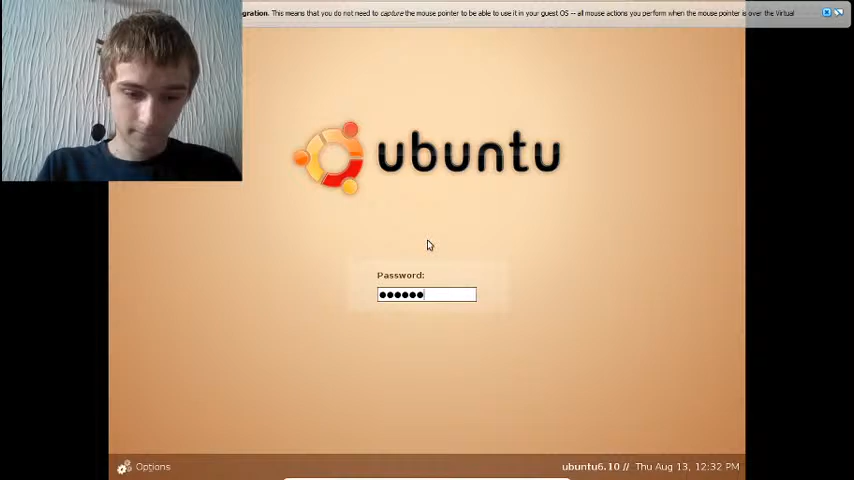 gration. This means that you do not need to capture the mouse pointer to be able to use it in your guest OS -- all mouse actions you perform when the mouse pointer is over the Virtual
ubuntu
Password:
Options
ubuntu6.10 // Thu Aug 13, 12:32 PM